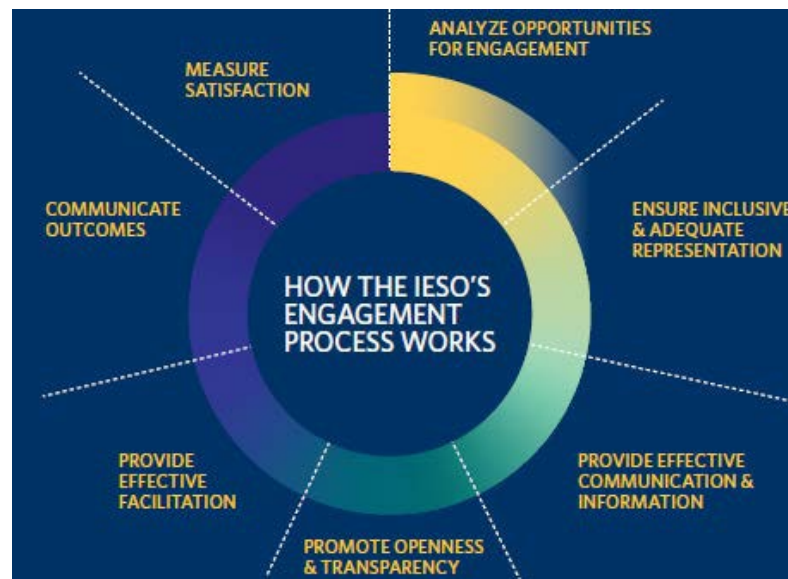 ANALYZE OPPORTUNITIES
FOR ENGAGEMENT
ENSURE INCLUSIVE
& ADEQUATE
REPRESENTATION
PROVIDE EFFECTIVE
COMMUNICATION &
INFORMATION
PROMOTE OPENNESS
& TRANSPARENCY
PROVIDE
EFFECTIVE
FACILITATION
COMMUNICATE
OUTCOMES
MEASURE
SATISFACTION
HOW THE IESO'S
ENGAGEMENT
PROCESS WORKS